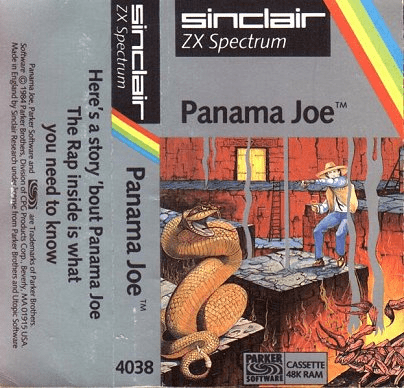 Panama Joe, Parker Software and are Trademarks of Parker Brothers.
Software © 1984 Parker Brothers, Division of CPG Products Corp., Beverly, MA 01915 USA
Made in England by Sinclair Research under license from Parker Brothers and Utopic Software
Here's a story 'bout Panama Joe
The Rap inside is what
you need to know
sinclair
ZX Spectrum
Panama Joe™
4038
sinclair
ZX Spectrum
Panama Joe™
PARKER
SOFTWARE
CASSETTE
48K RAM